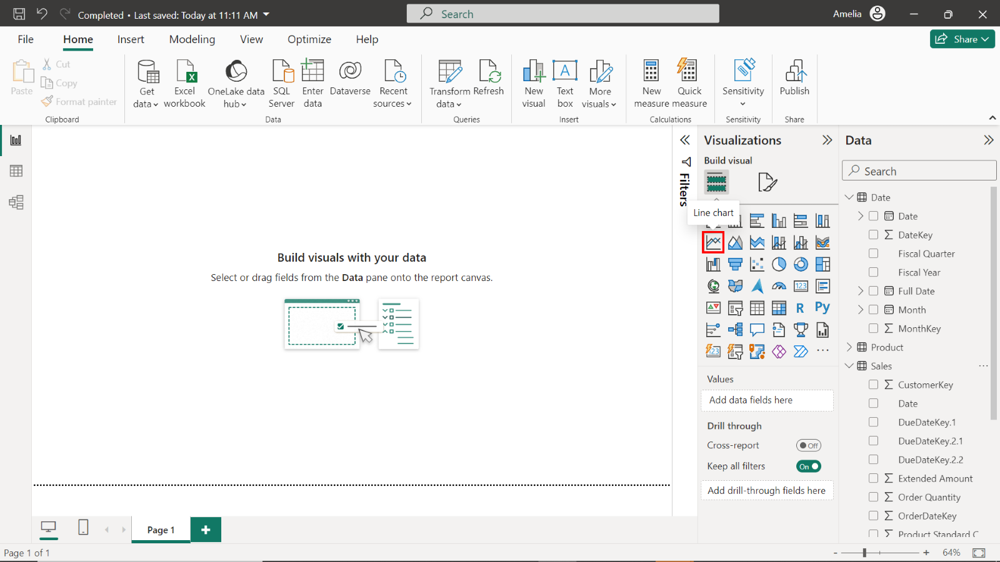 Completed • Last saved: Today at 11:11 AM
Search
Amelia
File Home Insert Modeling View Optimize Help
Share
Paste
Cut
Copy
Format painter
Clipboard
Get data
Excel workbook
OneLake data hub
SQL Server
Enter data
Dataverse
Recent sources
Data
Transform data
Refresh
Queries
New visual
Text box
More visuals
Insert
New measure
Quick measure
Calculations
Sensitivity
Sensitivity
Publish
Share
Build visuals with your data
Select or drag fields from the Data pane onto the report canvas.
Filters
Visualizations
Build visual
Line chart
123
R
Py
123
Values
Add data fields here
Drill through
Cross-report
Off
Keep all filters
On
Add drill-through fields here
Data
Search
Date
Date
DateKey
Fiscal Quarter
Fiscal Year
Full Date
Month
MonthKey
Product
Sales
CustomerKey
Date
DueDateKey.1
DueDateKey.2.1
DueDateKey.2.2
Extended Amount
Order Quantity
OrderDateKey
Product Standard C
Page 1
Page 1 of 1
- + 64%